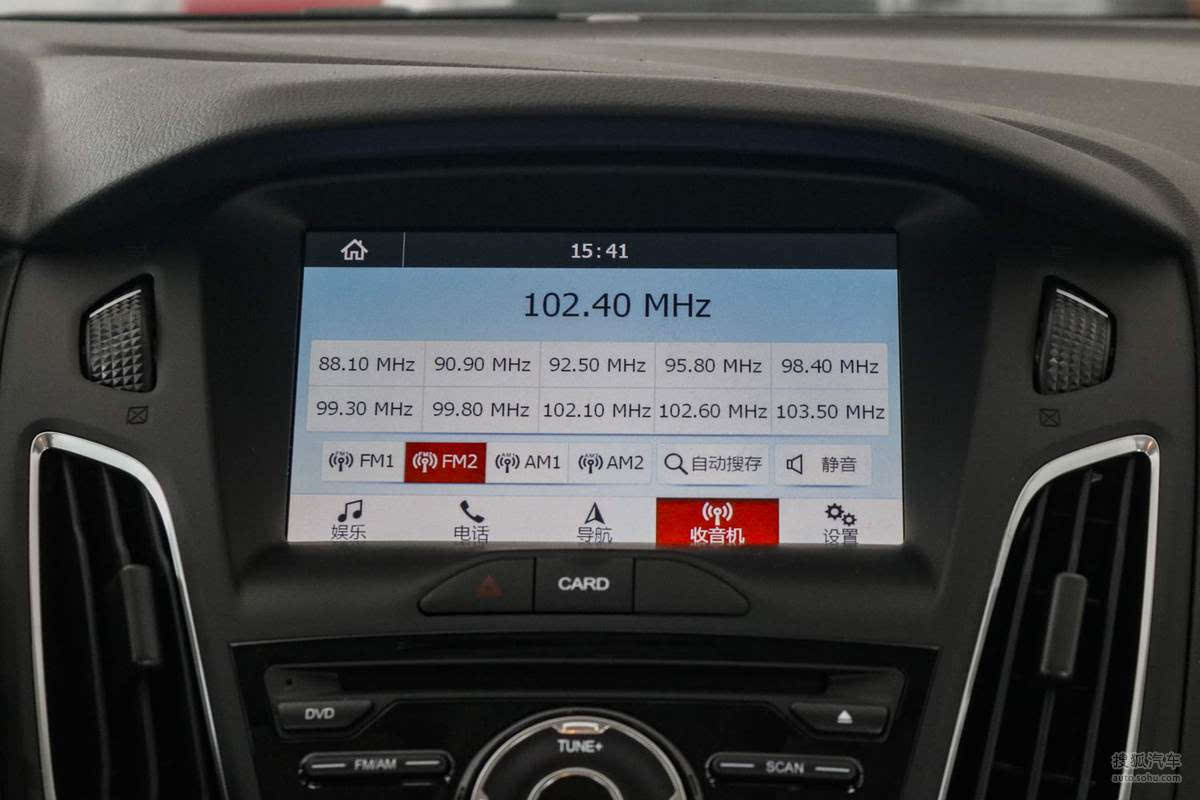 15:41
102.40 MHz
88.10 MHz 90.90 MHz 92.50 MHz 95.80 MHz 98.40 MHz
99.30 MHz 99.80 MHz 102.10 MHz 102.60 MHz 103.50 MHz
FM1 FM2 AM1 AM2 自动搜存 静音
娱乐 电话 导航 收音机 设置
CARD
DVD
TUNE+
FM/AM SCAN
搜狐汽车
auto.sohu.com